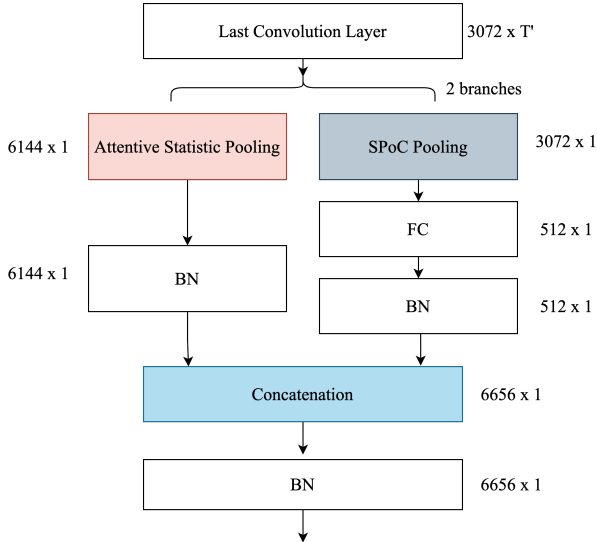 Last Convolution Layer
3072 x T'
2 branches
6144 x 1
Attentive Statistic Pooling
SPoC Pooling
3072 x 1
FC
512 x 1
6144 x 1
BN
BN
512 x 1
Concatenation
6656 x 1
BN
6656 x 1